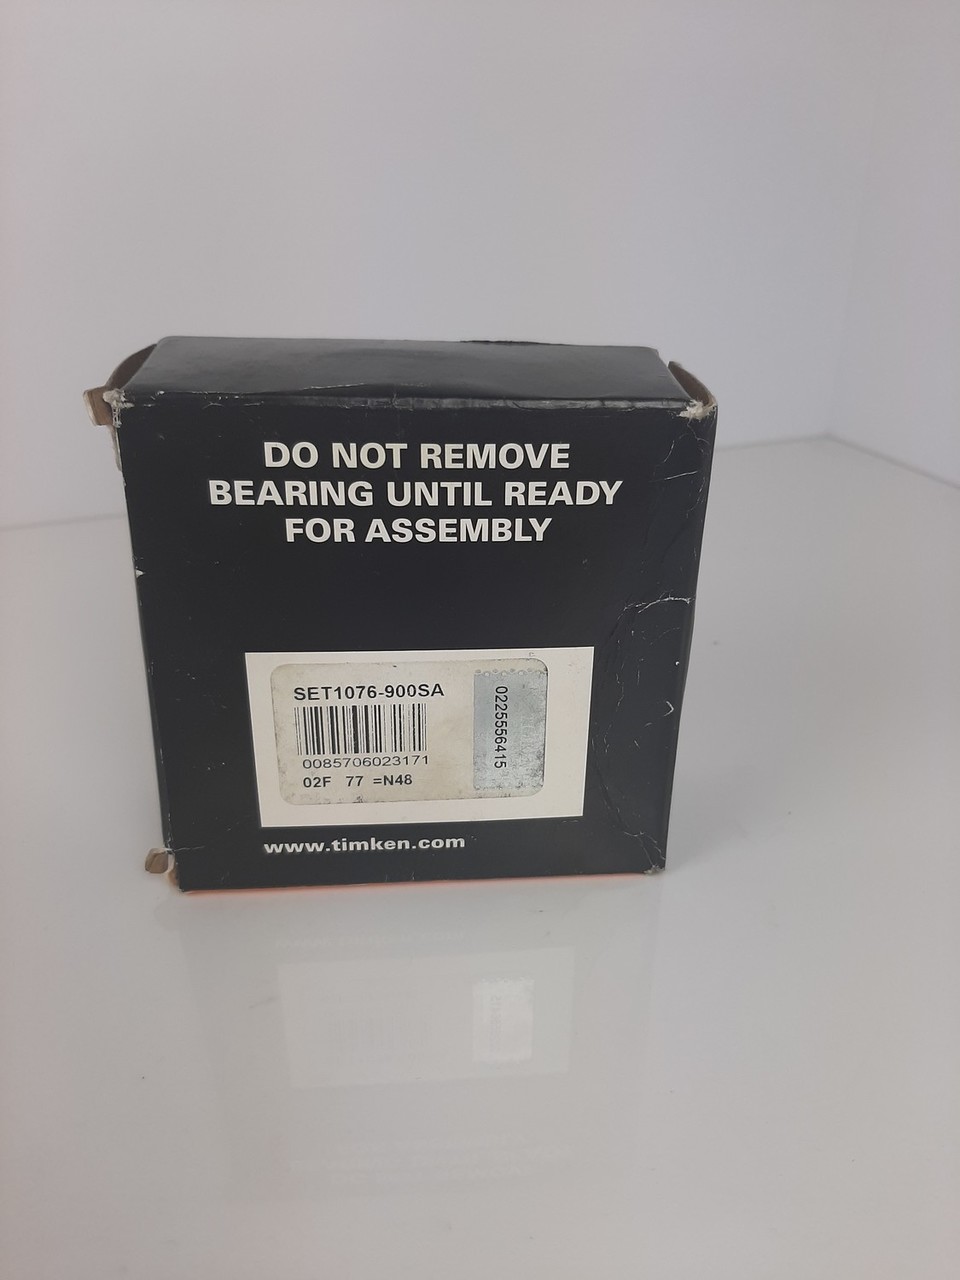 DO NOT REMOVE
BEARING UNTIL READY
FOR ASSEMBLY
SET1076-900SA
0085706023171
02F 77 =N48
0225556415
www.timken.com